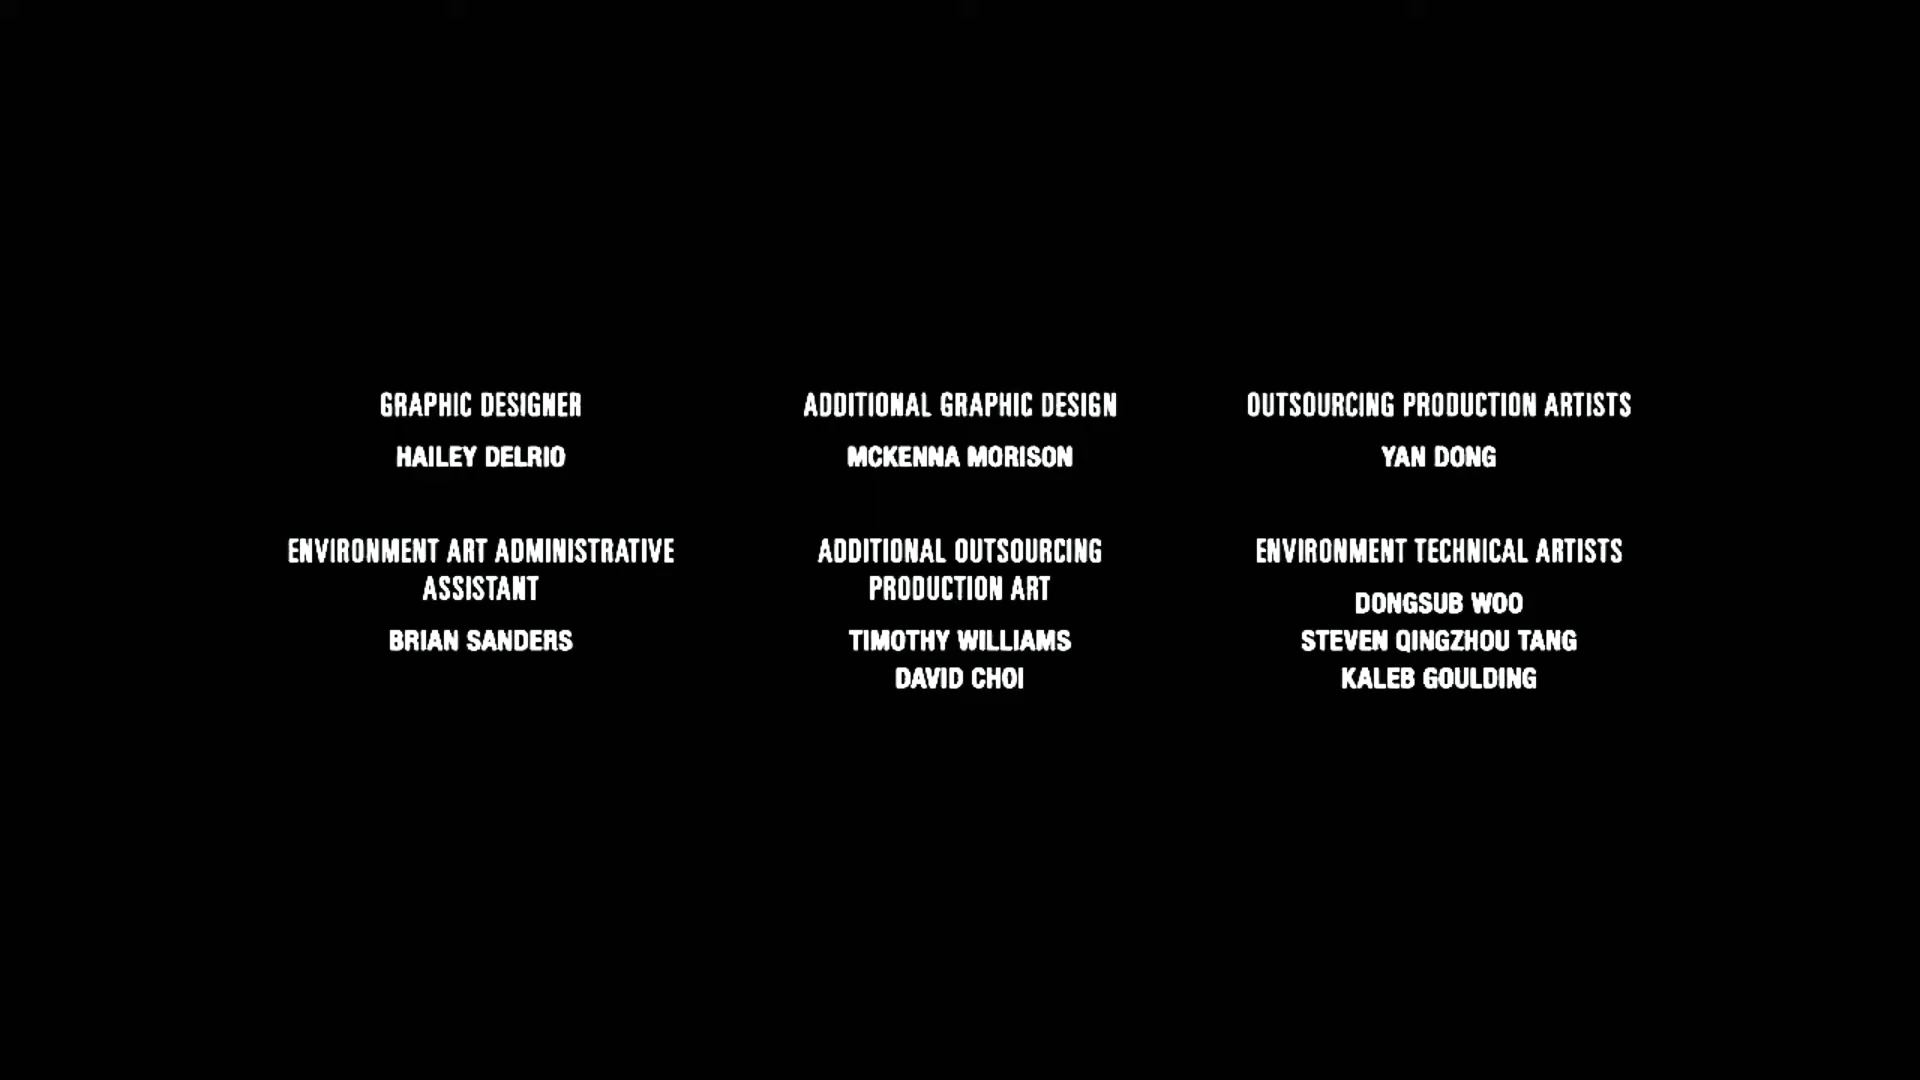 GRAPHIC DESIGNER
HAILEY DELRIO
ADDITIONAL GRAPHIC DESIGN
MCKENNA MORISON
OUTSOURCING PRODUCTION ARTISTS
YAN DONG
ENVIRONMENT ART ADMINISTRATIVE
ASSISTANT
BRIAN SANDERS
ADDITIONAL OUTSOURCING
PRODUCTION ART
TIMOTHY WILLIAMS
DAVID CHOI
ENVIRONMENT TECHNICAL ARTISTS
DONGSUB WOO
STEVEN QINGZHOU TANG
KALEB GOULDING